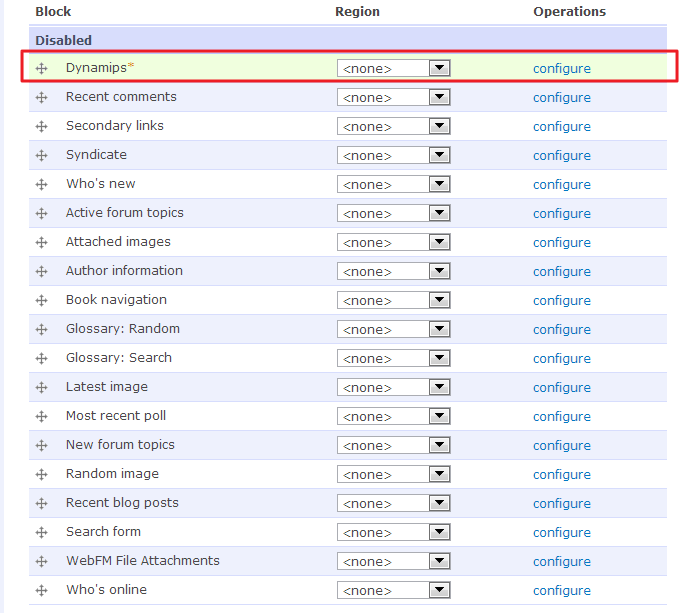 Block Region Operations
Disabled
Dynamips* <none> configure
Recent comments <none> configure
Secondary links <none> configure
Syndicate <none> configure
Who's new <none> configure
Active forum topics <none> configure
Attached images <none> configure
Author information <none> configure
Book navigation <none> configure
Glossary: Random <none> configure
Glossary: Search <none> configure
Latest image <none> configure
Most recent poll <none> configure
New forum topics <none> configure
Random image <none> configure
Recent blog posts <none> configure
Search form <none> configure
WebFM File Attachments <none> configure
Who's online <none> configure